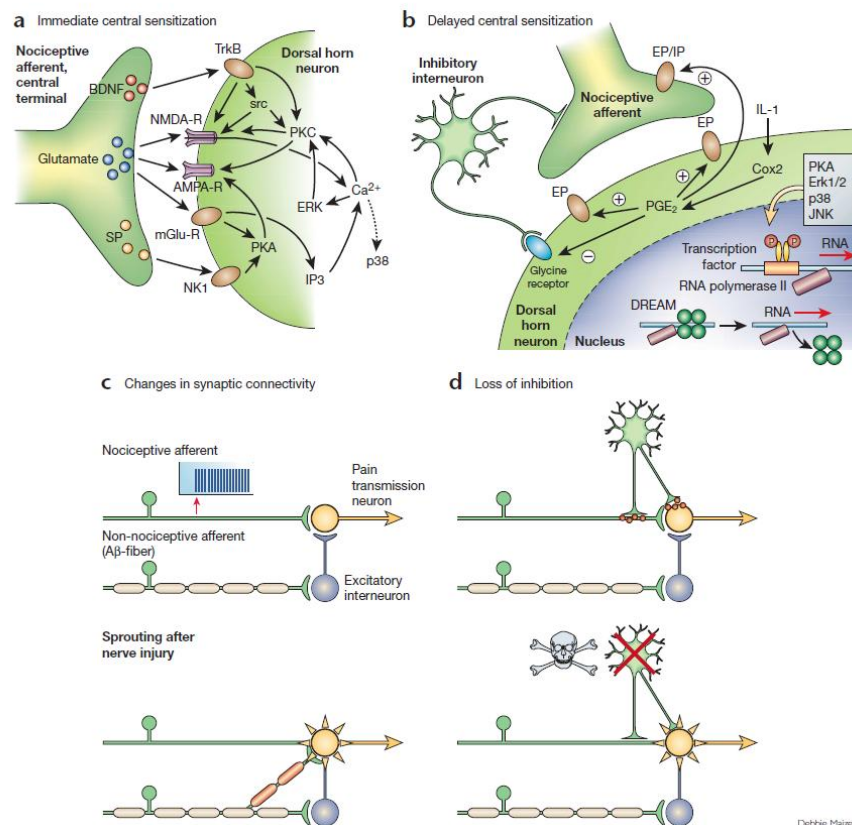 a Immediate central sensitization
Nociceptive
afferent,
central
terminal
BDNF
Glutamate
SP
TrkB
Dorsal horn
neuron
src
NMDA-R
PKC
AMPA-R
Ca2+
ERK
mGlu-R
PKA
p38
NK1
IP3
b Delayed central sensitization
EP/IP
Inhibitory
interneuron
+
Nociceptive
afferent
IL-1
EP
Cox2
+
EP
+
PGE2
PKA
Erk1/2
p38
JNK
−
Glycine
receptor
P P
Transcription
factor
RNA
RNA polymerase II
DREAM
RNA
Dorsal
horn
neuron
Nucleus
c Changes in synaptic connectivity
Nociceptive afferent
Pain
transmission
neuron
Non-nociceptive afferent
(Aβ-fiber)
Excitatory
interneuron
Sprouting after
nerve injury
d Loss of inhibition